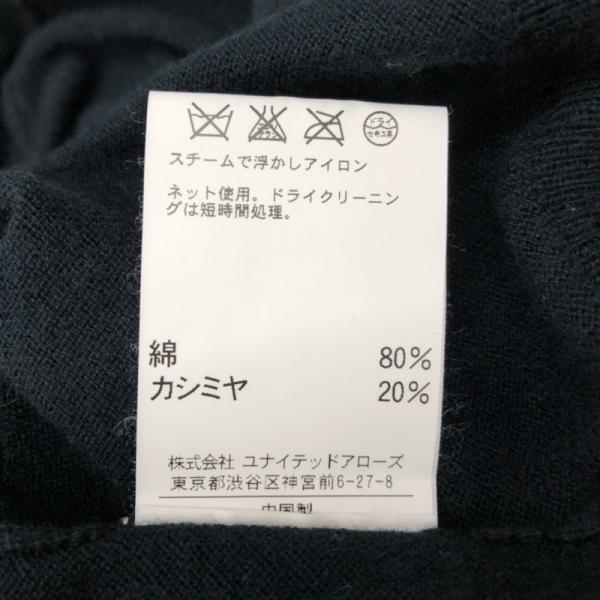 ドライ
セキユ系
スチームで浮かしアイロン
ネット使用。ドライクリーニン
グは短時間処理。
綿 80%
カシミヤ 20%
株式会社 ユナイテッドアローズ
東京都渋谷区神宮前6-27-8
中国製